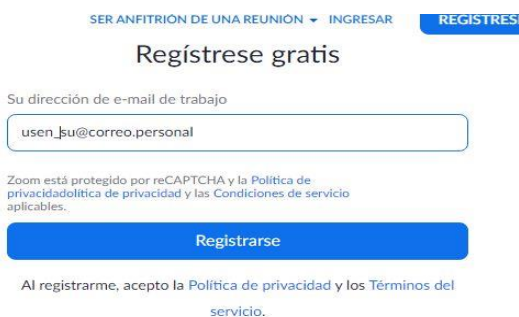 SER ANFITRIÓN DE UNA REUNIÓN INGRESAR REGÍSTRESE
Regístrese gratis
Su dirección de e-mail de trabajo
usen_su@correo.personal
Zoom está protegido por reCAPTCHA y la Política de
privacidadolítica de privacidad y las Condiciones de servicio
aplicables.
Registrarse
Al registrarme, acepto la Política de privacidad y los Términos del
servicio.